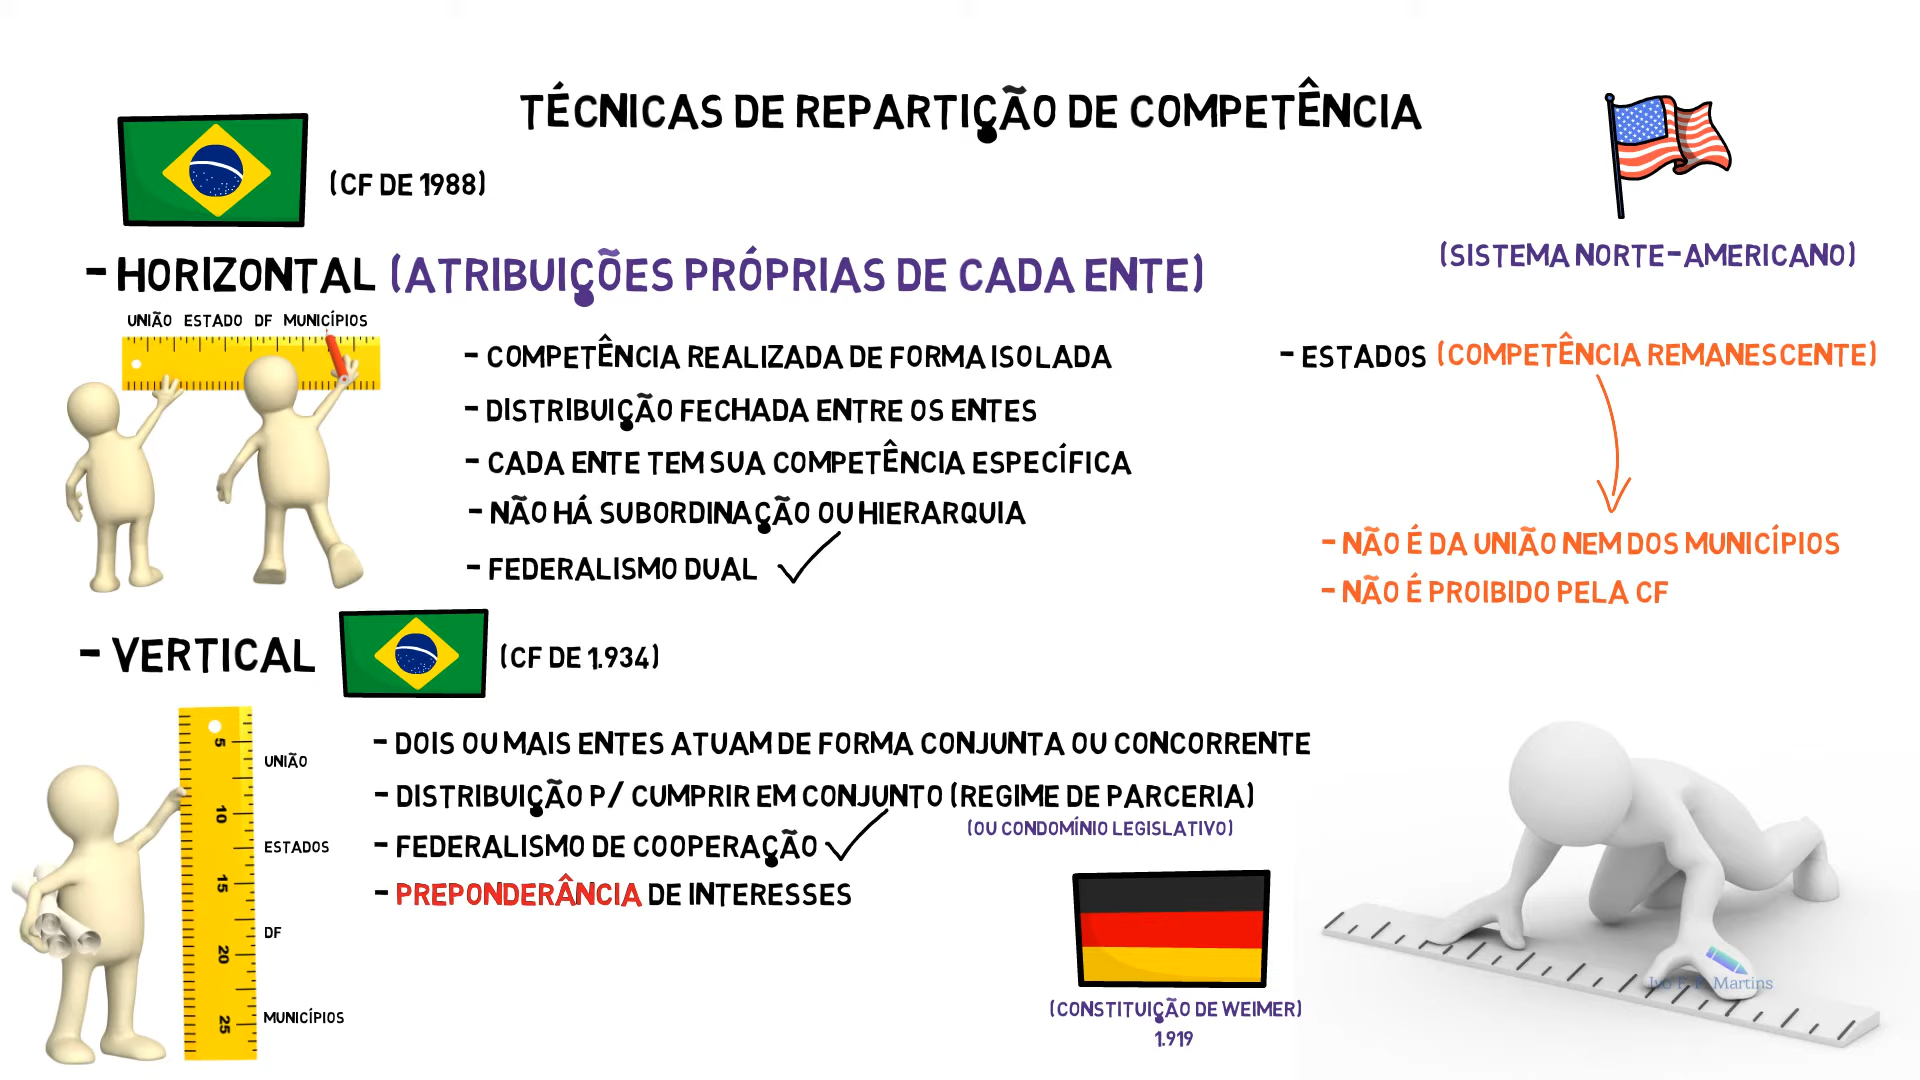 TÉCNICAS DE REPARTIÇÃO DE COMPETÊNCIA
(CF DE 1988)
- HORIZONTAL (ATRIBUIÇÕES PRÓPRIAS DE CADA ENTE)
UNIÃO ESTADO DF MUNICÍPIOS
- COMPETÊNCIA REALIZADA DE FORMA ISOLADA
- DISTRIBUIÇÃO FECHADA ENTRE OS ENTES
- CADA ENTE TEM SUA COMPETÊNCIA ESPECÍFICA
- NÃO HÁ SUBORDINAÇÃO OU HIERARQUIA
- FEDERALISMO DUAL
(SISTEMA NORTE-AMERICANO)
- ESTADOS (COMPETÊNCIA REMANESCENTE)
- NÃO É DA UNIÃO NEM DOS MUNICÍPIOS
- NÃO É PROIBIDO PELA CF
- VERTICAL (CF DE 1.934)
5
10
15
20
25
UNIÃO
ESTADOS
DF
MUNICÍPIOS
- DOIS OU MAIS ENTES ATUAM DE FORMA CONJUNTA OU CONCORRENTE
- DISTRIBUIÇÃO P/ CUMPRIR EM CONJUNTO (REGIME DE PARCERIA)
(OU CONDOMÍNIO LEGISLATIVO)
- FEDERALISMO DE COOPERAÇÃO
- PREPONDERÂNCIA DE INTERESSES
(CONSTITUIÇÃO DE WEIMER)
1.919
Martins